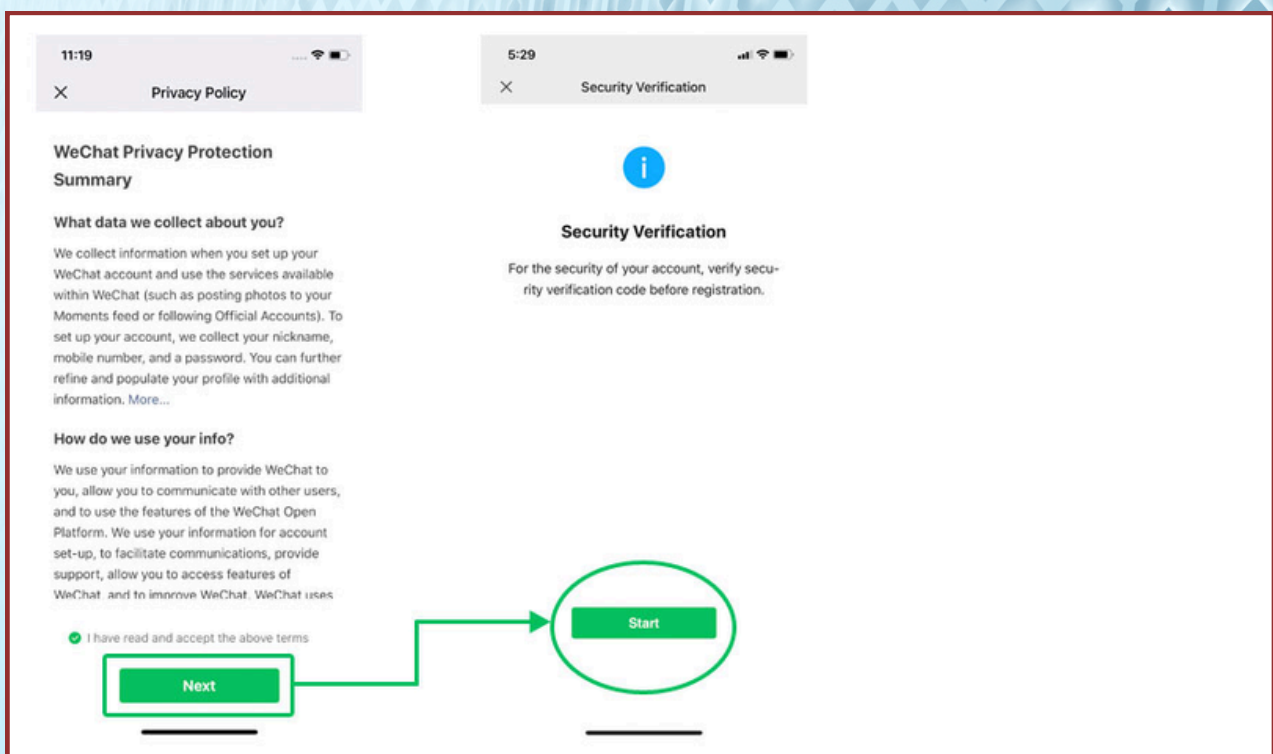 11:19
Privacy Policy
WeChat Privacy Protection
Summary
What data we collect about you?
We collect information when you set up your
WeChat account and use the services available
within WeChat (such as posting photos to your
Moments feed or following Official Accounts). To
set up your account, we collect your nickname,
mobile number, and a password. You can further
refine and populate your profile with additional
information. More...
How do we use your info?
We use your information to provide WeChat to
you, allow you to communicate with other users,
and to use the features of the WeChat Open
Platform. We use your information for account
set-up, to facilitate communications, provide
support, allow you to access features of
WeChat, and to improve WeChat. WeChat uses
I have read and accept the above terms
Next
5:29
Security Verification
Security Verification
For the security of your account, verify secu-
rity verification code before registration.
Start